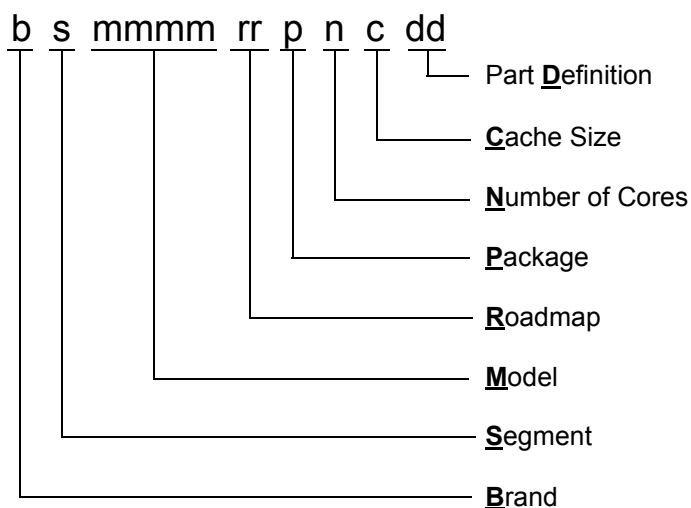 b s mmmm rr p n c dd
Part Definition
Cache Size
Number of Cores
Package
Roadmap
Model
Segment
Brand